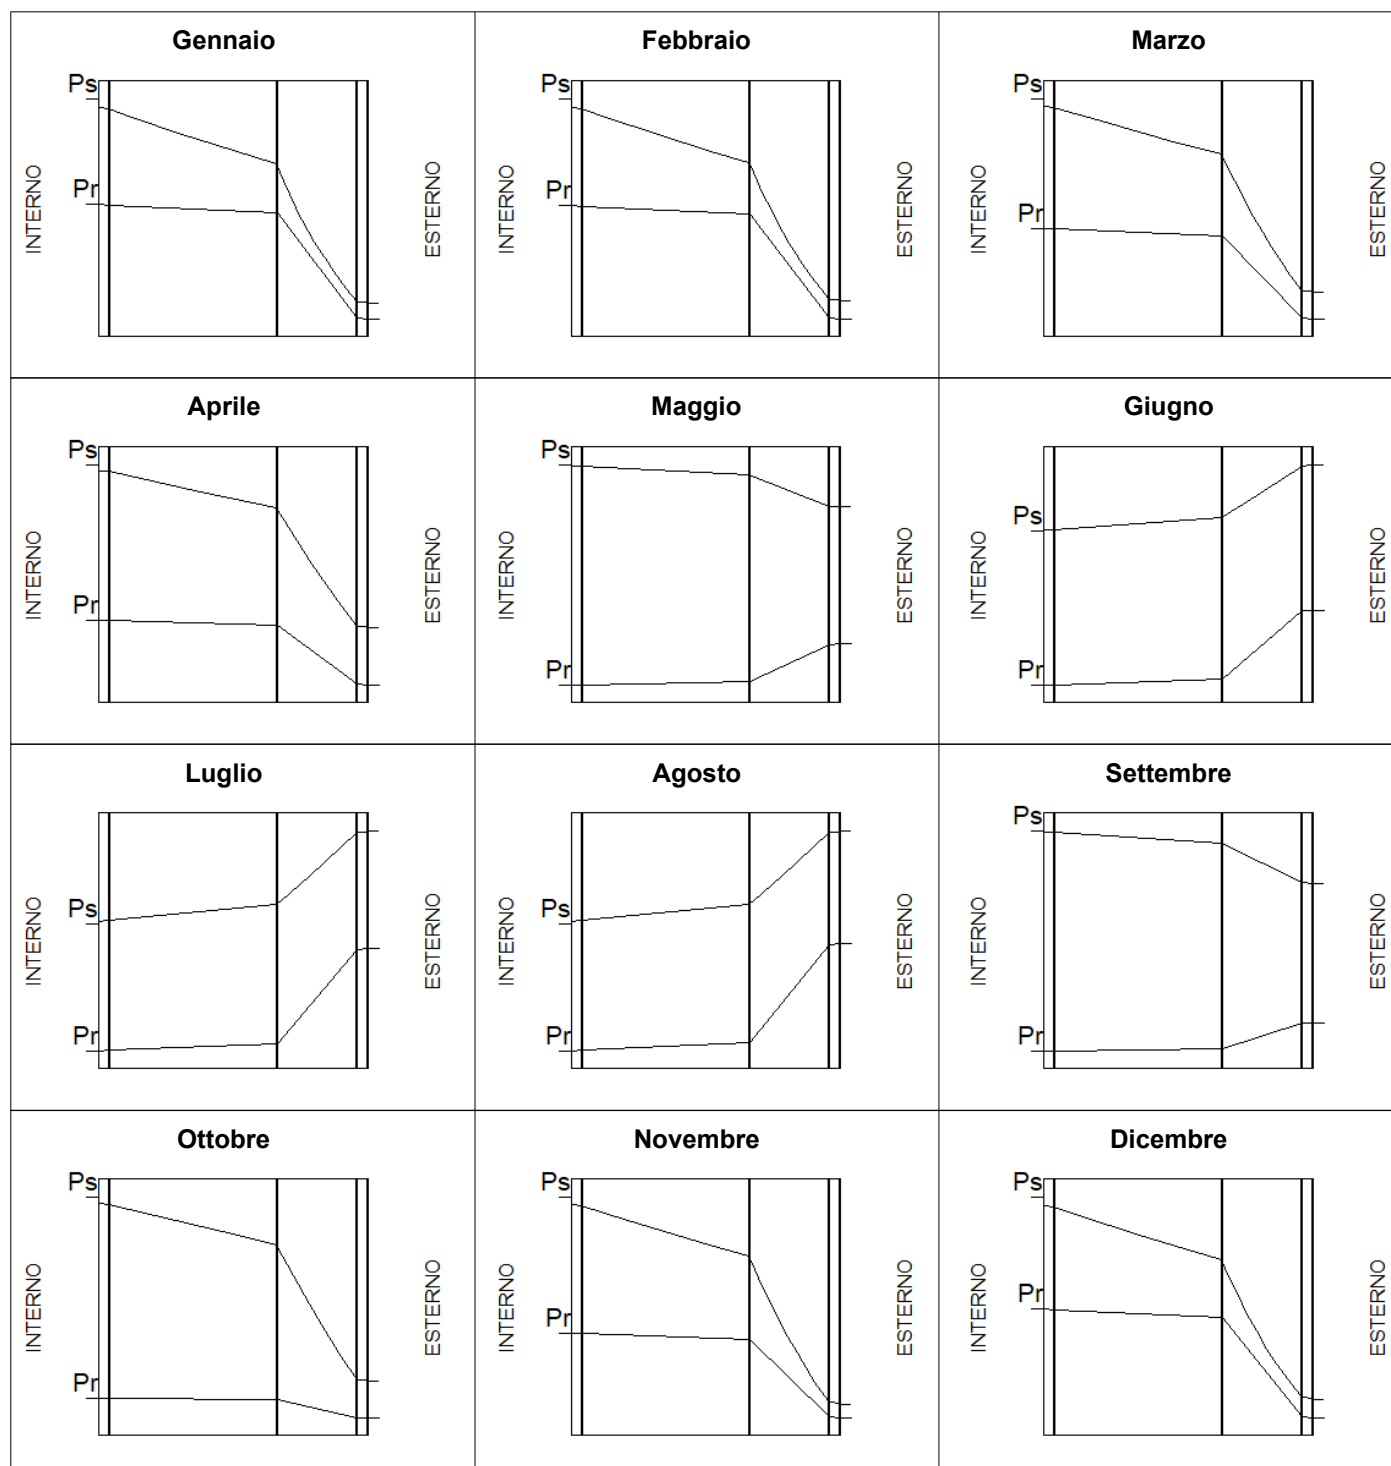 Gennaio
Febbraio
Marzo
Ps
Pr
INTERNO
ESTERNO
Ps
Pr
INTERNO
ESTERNO
Ps
Pr
INTERNO
ESTERNO
Aprile
Maggio
Giugno
Ps
Pr
INTERNO
ESTERNO
Ps
Pr
INTERNO
ESTERNO
Ps
Pr
INTERNO
ESTERNO
Luglio
Agosto
Settembre
Ps
Pr
INTERNO
ESTERNO
Ps
Pr
INTERNO
ESTERNO
Ps
Pr
INTERNO
ESTERNO
Ottobre
Novembre
Dicembre
Ps
Pr
INTERNO
ESTERNO
Ps
Pr
INTERNO
ESTERNO
Ps
Pr
INTERNO
ESTERNO